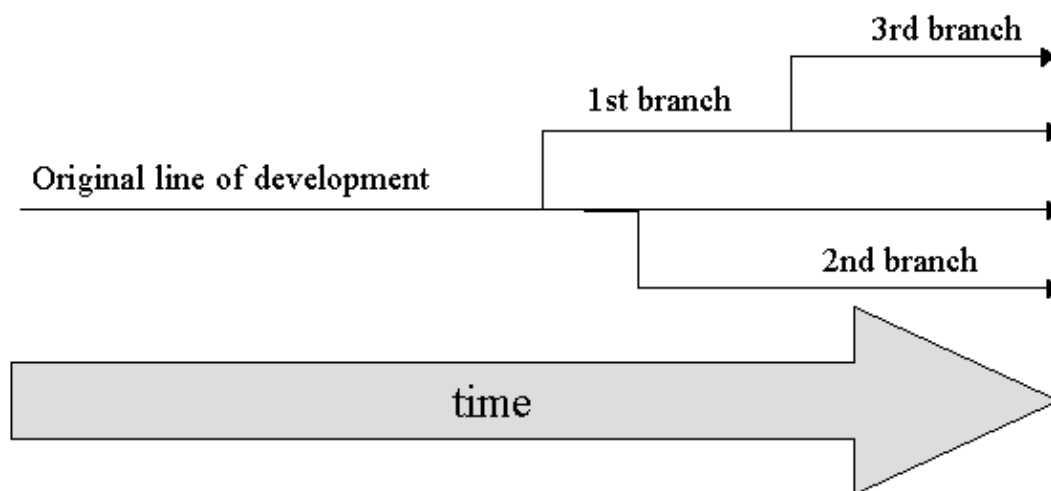 3rd branch
1st branch
Original line of development
2nd branch
time